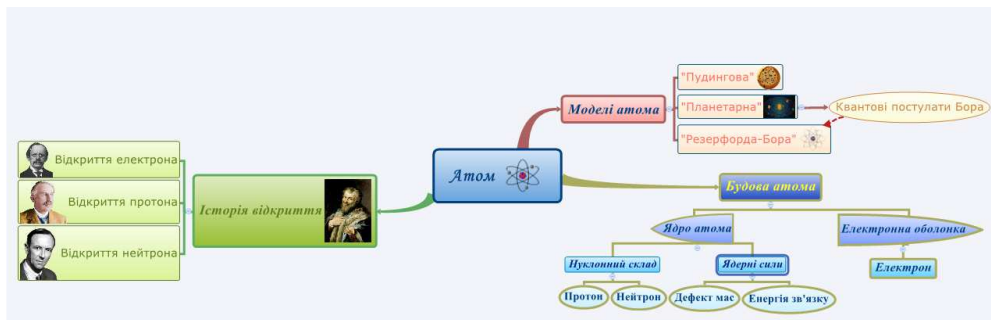 Атом
Моделі атома
"Пудингова"
"Планетарна"
"Резерфорда-Бора"
Квантові постулати Бора
Історія відкриття
Відкриття електрона
Відкриття протона
Відкриття нейтрона
Будова атома
Ядро атома
Електронна оболонка
Нуклонний склад
Ядерні сили
Електрон
Протон
Нейтрон
Дефект мас
Енергія зв'язку